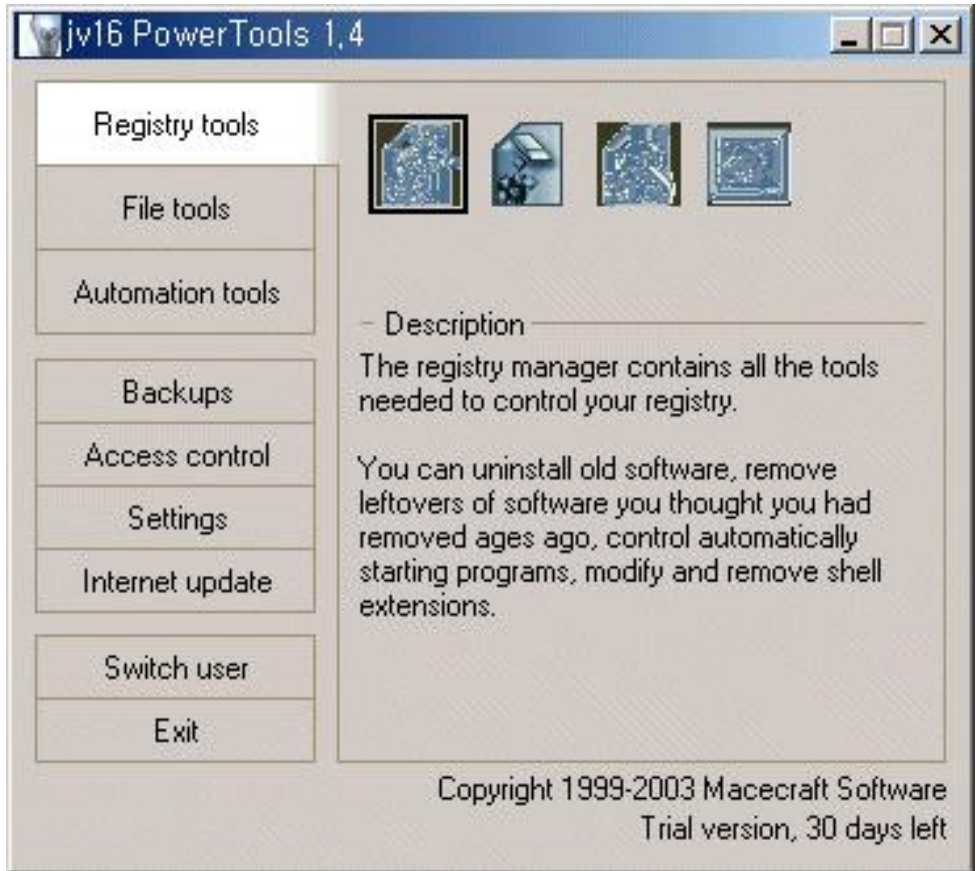 jv16 PowerTools 1,4
Registry tools
File tools
Automation tools
Backups
Access control
Settings
Internet update
Switch user
Exit
Description
The registry manager contains all the tools
needed to control your registry.
You can uninstall old software, remove
leftovers of software you thought you had
removed ages ago, control automatically
starting programs, modify and remove shell
extensions.
Copyright 1999-2003 Macecraft Software
Trial version, 30 days left